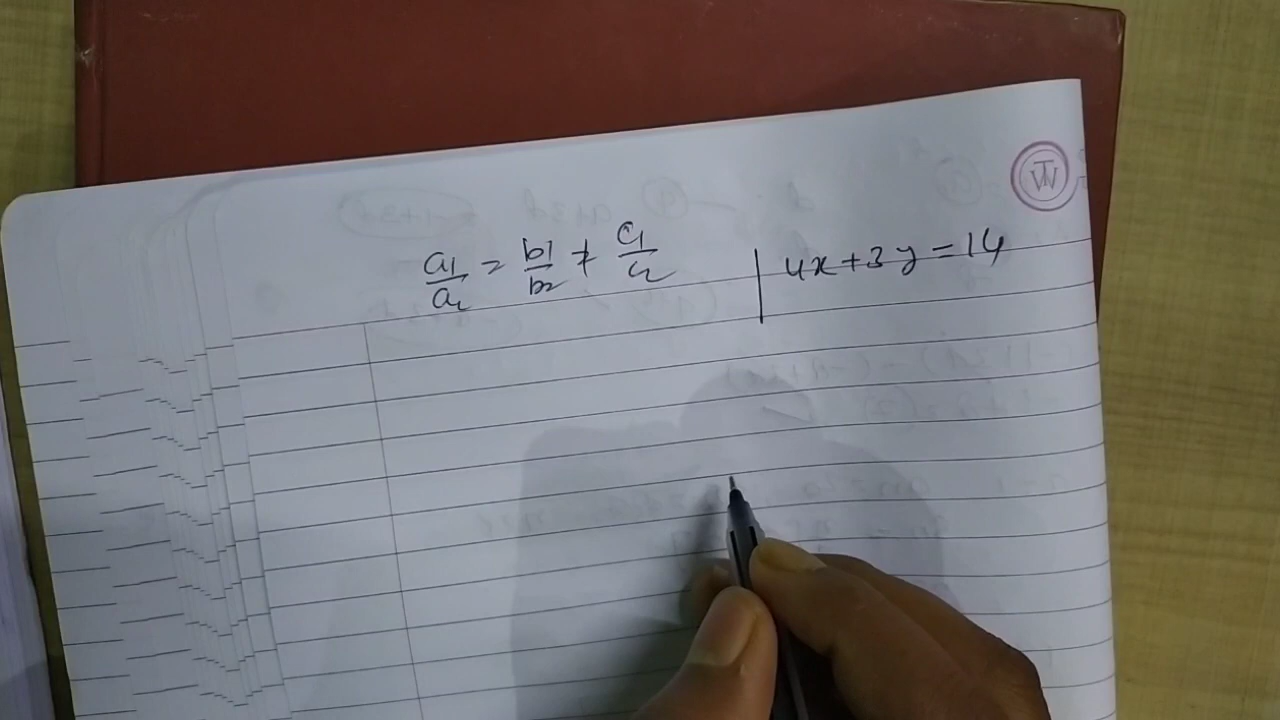 a1/a2 = b1/b2 ≠ c1/c2 | 4x+3y=14
W